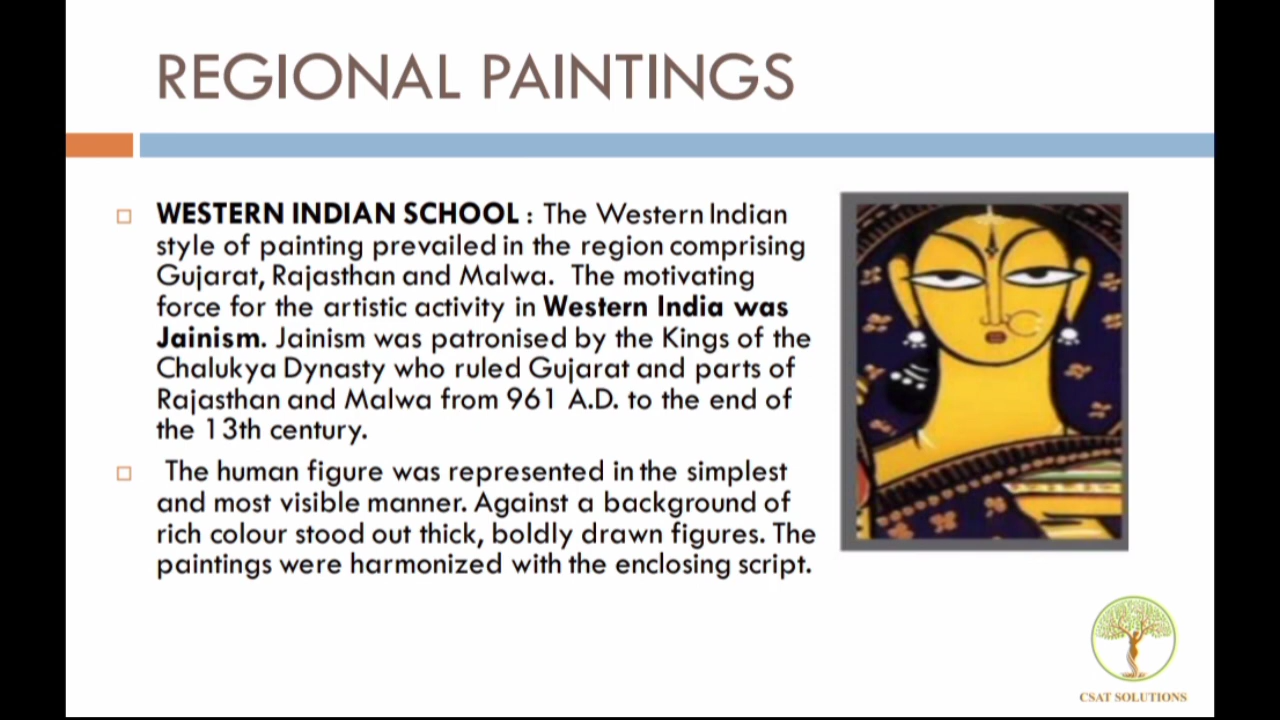 REGIONAL PAINTINGS
WESTERN INDIAN SCHOOL : The Western Indian
style of painting prevailed in the region comprising
Gujarat, Rajasthan and Malwa. The motivating
force for the artistic activity in Western India was
Jainism. Jainism was patronised by the Kings of the
Chalukya Dynasty who ruled Gujarat and parts of
Rajasthan and Malwa from 961 A.D. to the end of
the 13th century.
The human figure was represented in the simplest
and most visible manner. Against a background of
rich colour stood out thick, boldly drawn figures. The
paintings were harmonized with the enclosing script.
CSAT SOLUTIONS